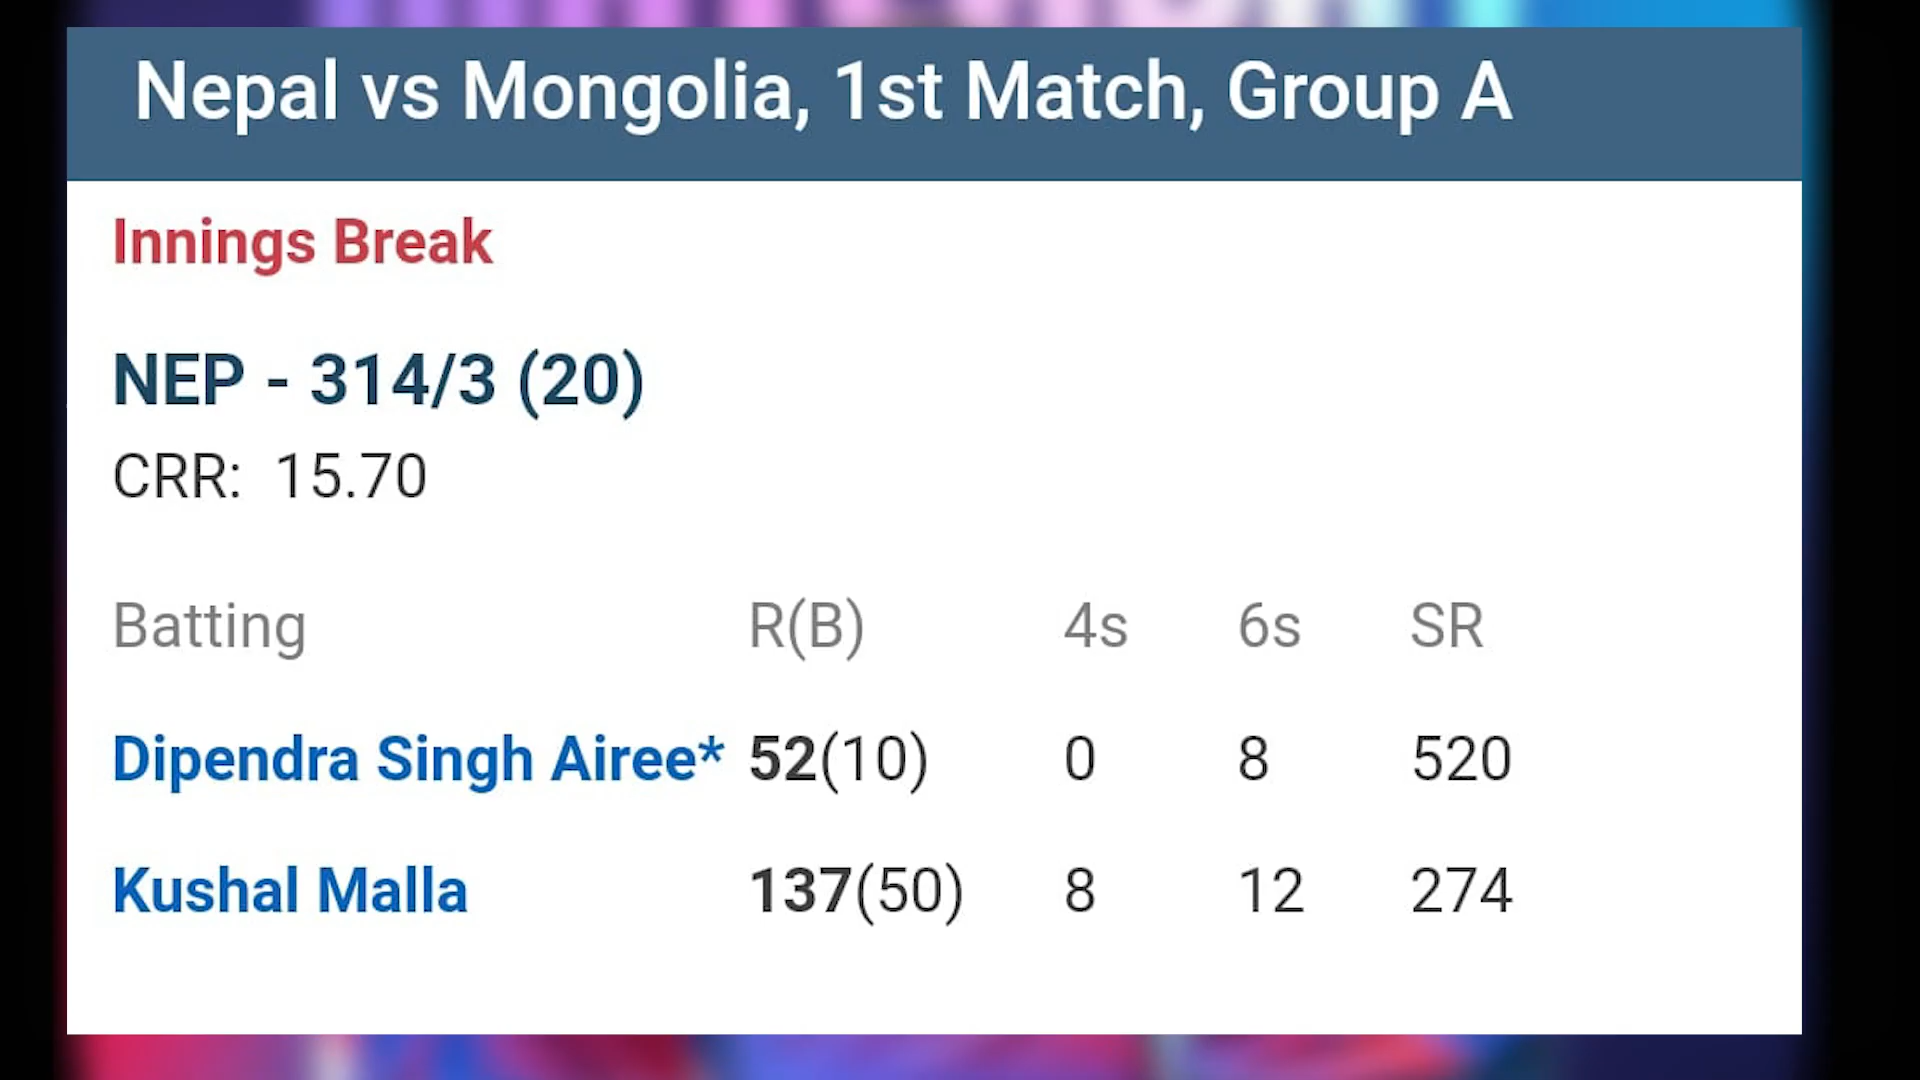 Nepal vs Mongolia, 1st Match, Group A
Innings Break
NEP - 314/3 (20)
CRR: 15.70
Batting R(B) 4s 6s SR
Dipendra Singh Airee* 52(10) 0 8 520
Kushal Malla 137(50) 8 12 274